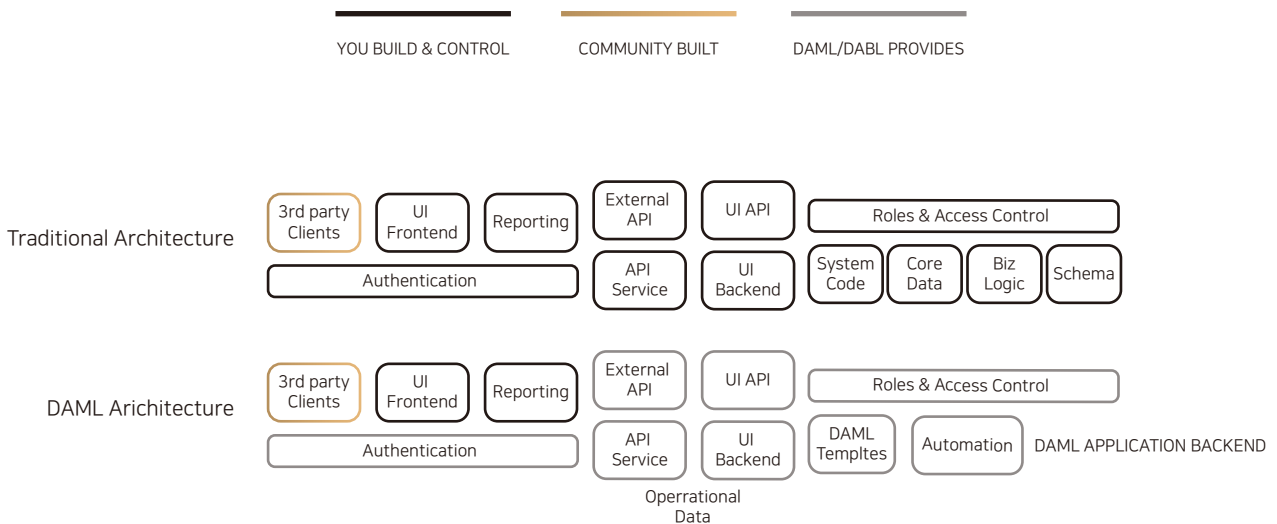 YOU BUILD & CONTROL
COMMUNITY BUILT
DAML/DABL PROVIDES
Traditional Architecture
3rd party
Clients
UI
Frontend
Reporting
Authentication
External
API
UI API
API
Service
UI
Backend
Roles & Access Control
System
Code
Core
Data
Biz
Logic
Schema
DAML Arichitecture
3rd party
Clients
UI
Frontend
Reporting
Authentication
External
API
UI API
API
Service
UI
Backend
Roles & Access Control
DAML
Templtes
Automation
DAML APPLICATION BACKEND
Operrational
Data